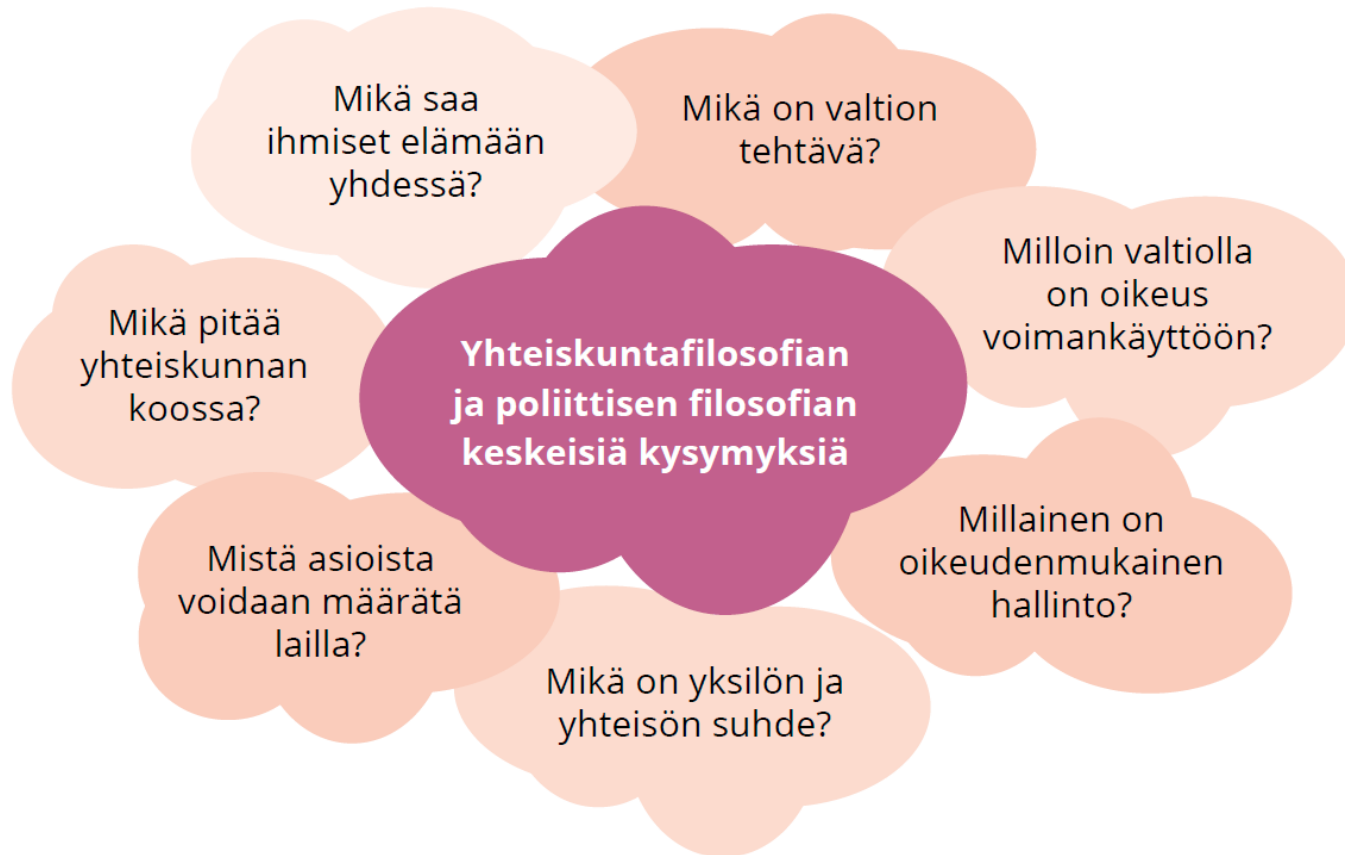 Mikä saa
ihmiset elämään
yhdessä?
Mikä on valtion
tehtävä?
Milloin valtiolla
on oikeus
voimankäyttöön?
Mikä pitää
yhteiskunnan
koossa?
Yhteiskuntafilosofian
ja poliittisen filosofian
keskeisiä kysymyksiä
Millainen on
oikeudenmukainen
hallinto?
Mistä asioista
voidaan määrätä
lailla?
Mikä on yksilön ja
yhteisön suhde?